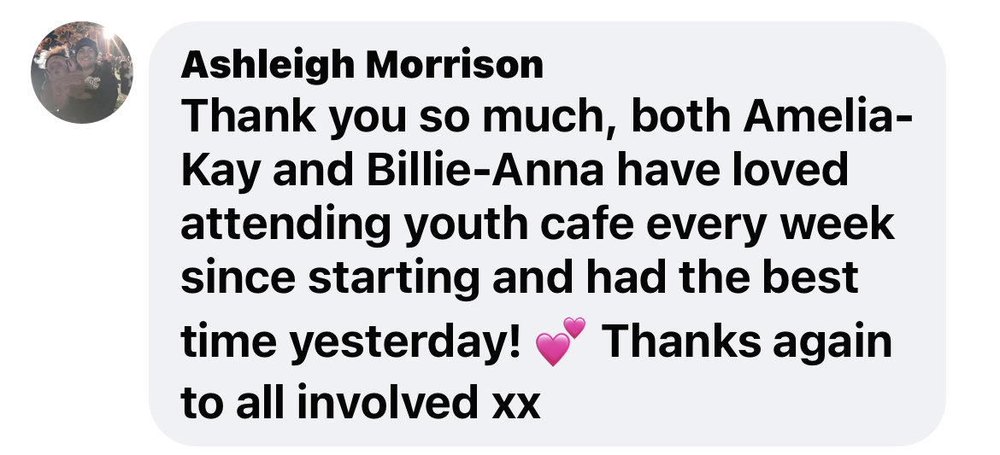 Ashleigh Morrison
Thank you so much, both Amelia-
Kay and Billie-Anna have loved
attending youth cafe every week
since starting and had the best
time yesterday! 💕 Thanks again
to all involved xx